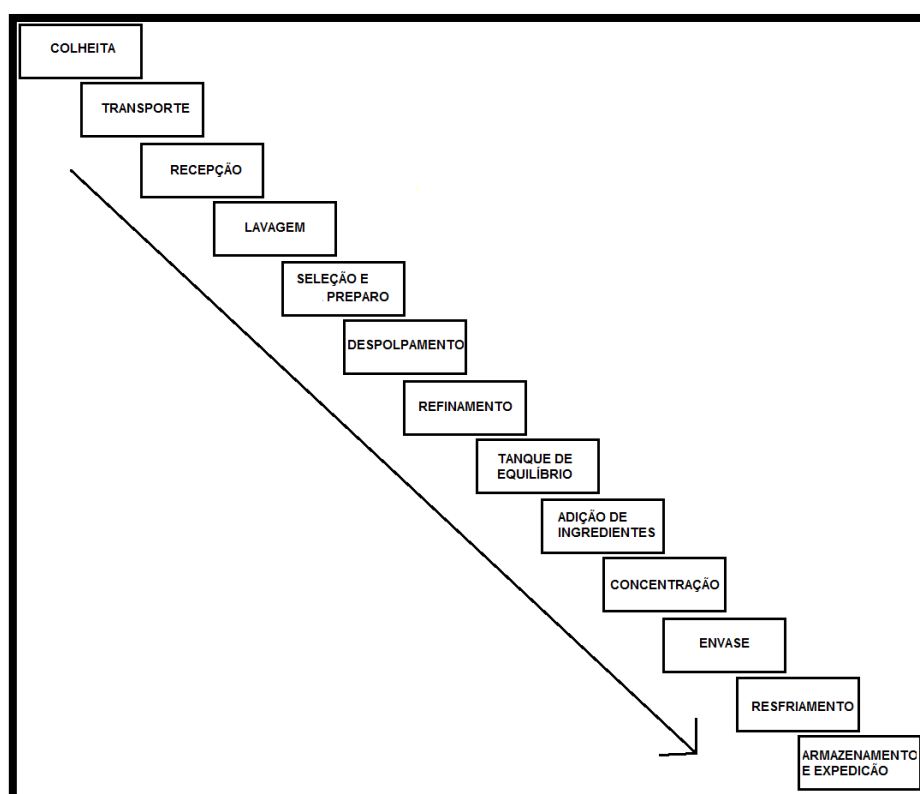 COLHEITA
TRANSPORTE
RECEPÇÃO
LAVAGEM
SELEÇÃO E
PREPARO
DESPOLPAMENTO
REFINAMENTO
TANQUE DE
EQUILÍBRIO
ADIÇÃO DE
INGREDIENTES
CONCENTRAÇÃO
ENVASE
RESFRIAMENTO
ARMAZENAMENTO
E EXPEDICÃO